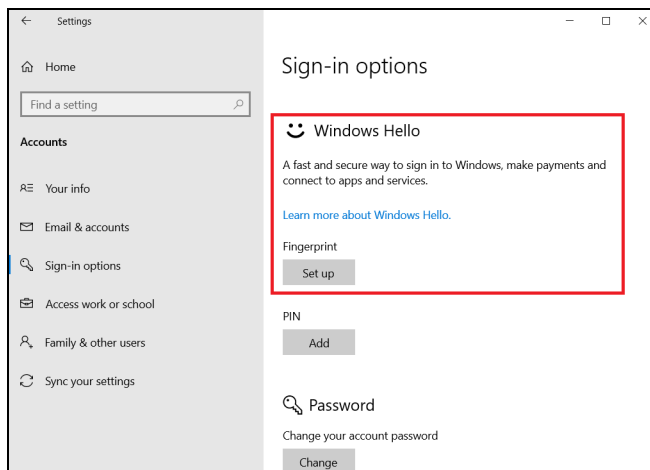 Settings
Home
Find a setting
Accounts
Your info
Email & accounts
Sign-in options
Access work or school
Family & other users
Sync your settings
Sign-in options
Windows Hello
A fast and secure way to sign in to Windows, make payments and
connect to apps and services.
Learn more about Windows Hello.
Fingerprint
Set up
PIN
Add
Password
Change your account password
Change